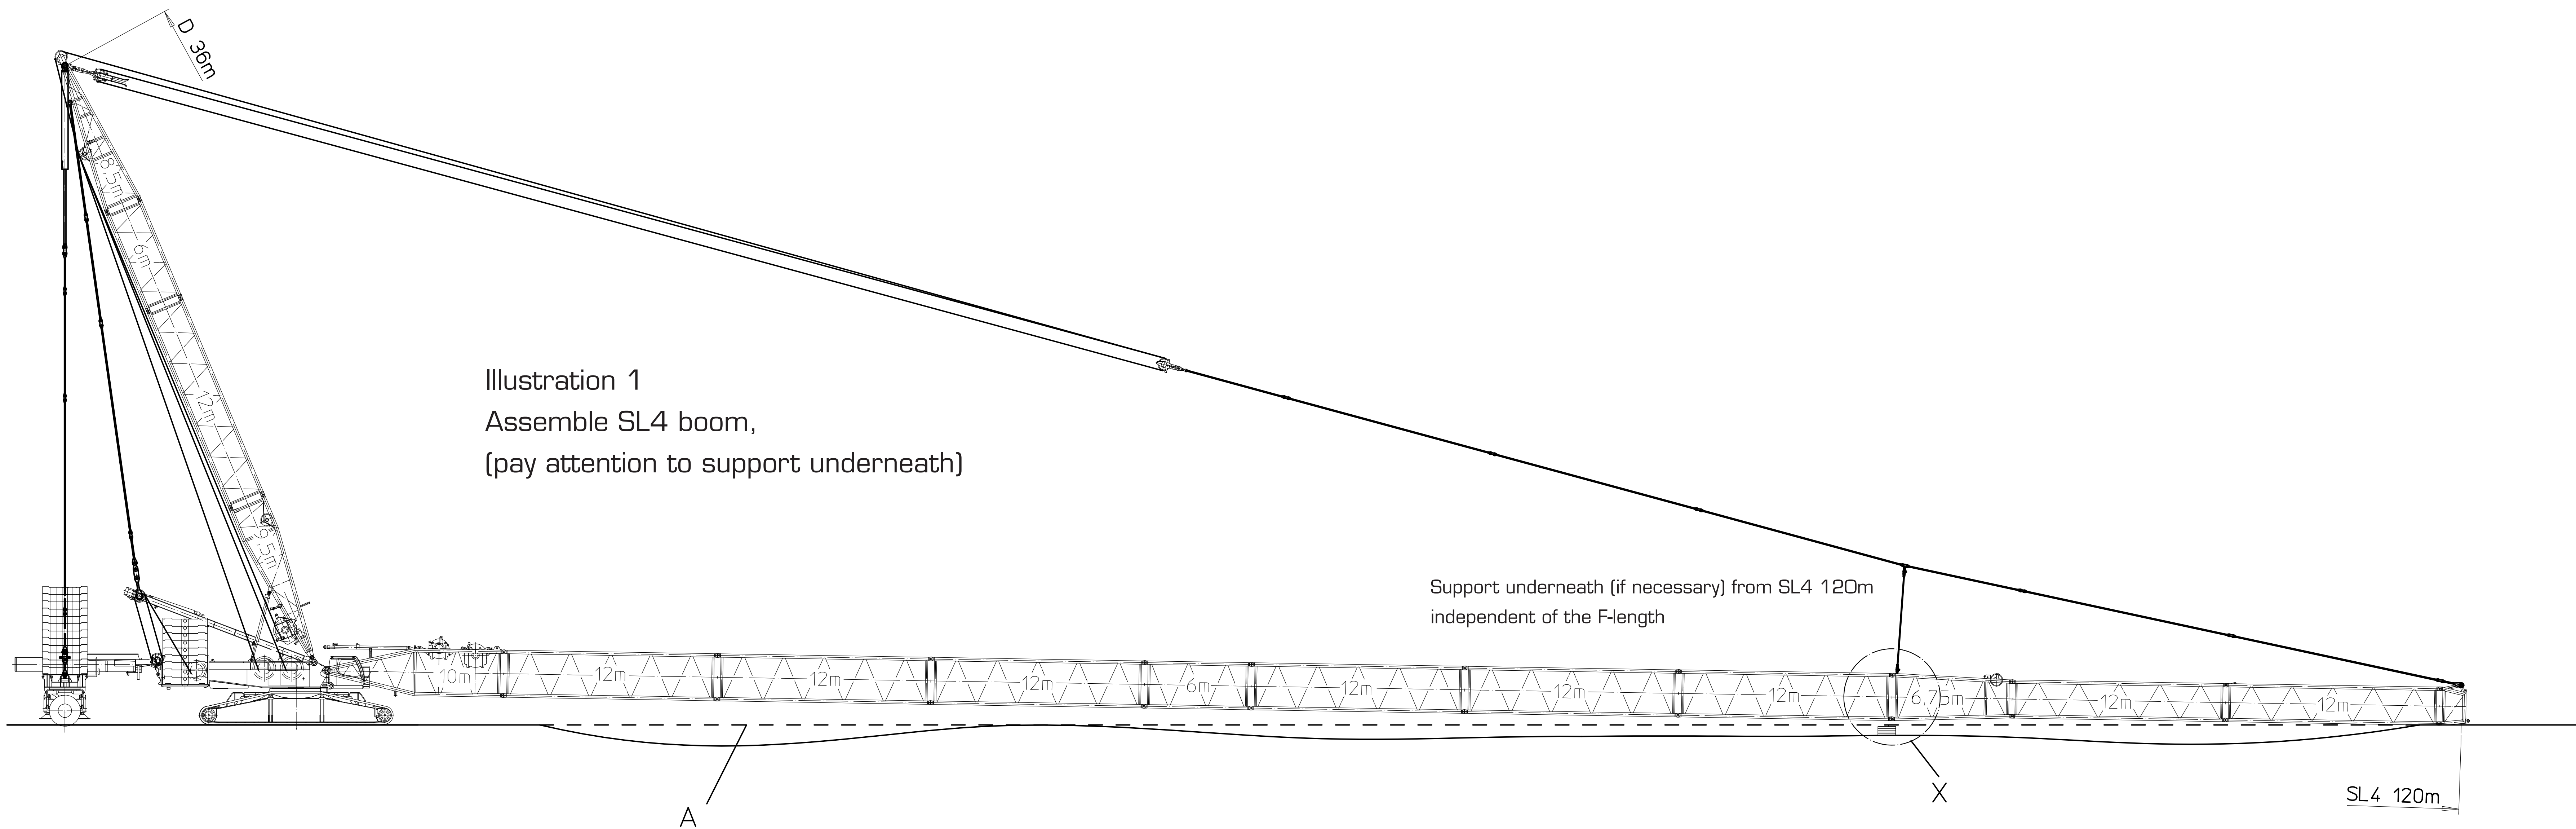 D 36m
8,5m
6m
12m
9,5m
Illustration 1
Assemble SL4 boom,
(pay attention to support underneath)
Support underneath (if necessary) from SL4 120m
independent of the F-length
10m
12m
12m
12m
6m
12m
12m
12m
6,75m
12m
12m
A
X
SL4 120m